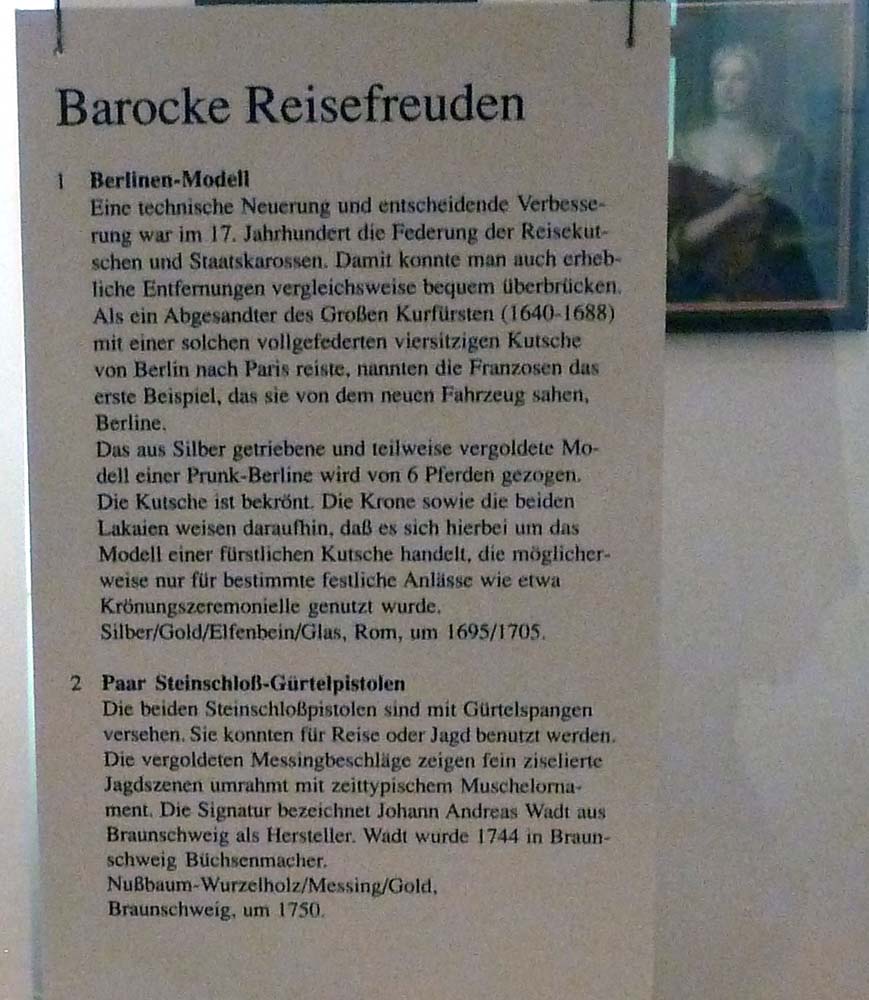 Barocke Reisefreuden
1 Berlinen-Modell
Eine technische Neuerung und entscheidende Verbesse-
rung war im 17. Jahrhundert die Federung der Reisekut-
schen und Staatskarossen. Damit konnte man auch erheb-
liche Entfernungen vergleichsweise bequem überbrücken.
Als ein Abgesandter des Großen Kurfürsten (1640-1688)
mit einer solchen vollgefederten viersitzigen Kutsche
von Berlin nach Paris reiste, nannten die Franzosen das
erste Beispiel, das sie von dem neuen Fahrzeug sahen,
Berline.
Das aus Silber getriebene und teilweise vergoldete Mo-
dell einer Prunk-Berline wird von 6 Pferden gezogen.
Die Kutsche ist bekrönt. Die Krone sowie die beiden
Lakaien weisen daraufhin, daß es sich hierbei um das
Modell einer fürstlichen Kutsche handelt, die möglicher-
weise nur für bestimmte festliche Anlässe wie etwa
Krönungszeremonielle genutzt wurde.
Silber/Gold/Elfenbein/Glas, Rom, um 1695/1705.
2 Paar Steinschloß-Gürtelpistolen
Die beiden Steinschloßpistolen sind mit Gürtelspangen
versehen. Sie konnten für Reise oder Jagd benutzt werden.
Die vergoldeten Messingbeschläge zeigen fein ziselierte
Jagdszenen umrahmt mit zeittypischem Muschelorna-
ment. Die Signatur bezeichnet Johann Andreas Wadt aus
Braunschweig als Hersteller. Wadt wurde 1744 in Braun-
schweig Büchsenmacher.
Nußbaum-Wurzelholz/Messing/Gold,
Braunschweig, um 1750.